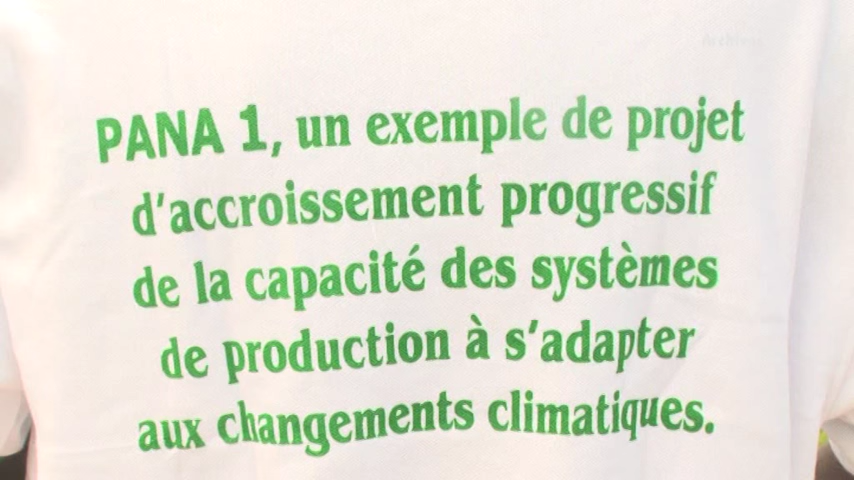 Archives
PANA 1, un exemple de projet
d'accroissement progressif
de la capacité des systèmes
de production à s'adapter
aux changements climatiques.